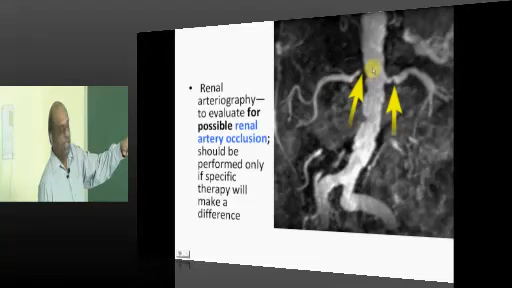 • Renal
arteriography—
to evaluate for
possible renal
artery occlusion;
should be
performed only
if specific
therapy will
make a
difference